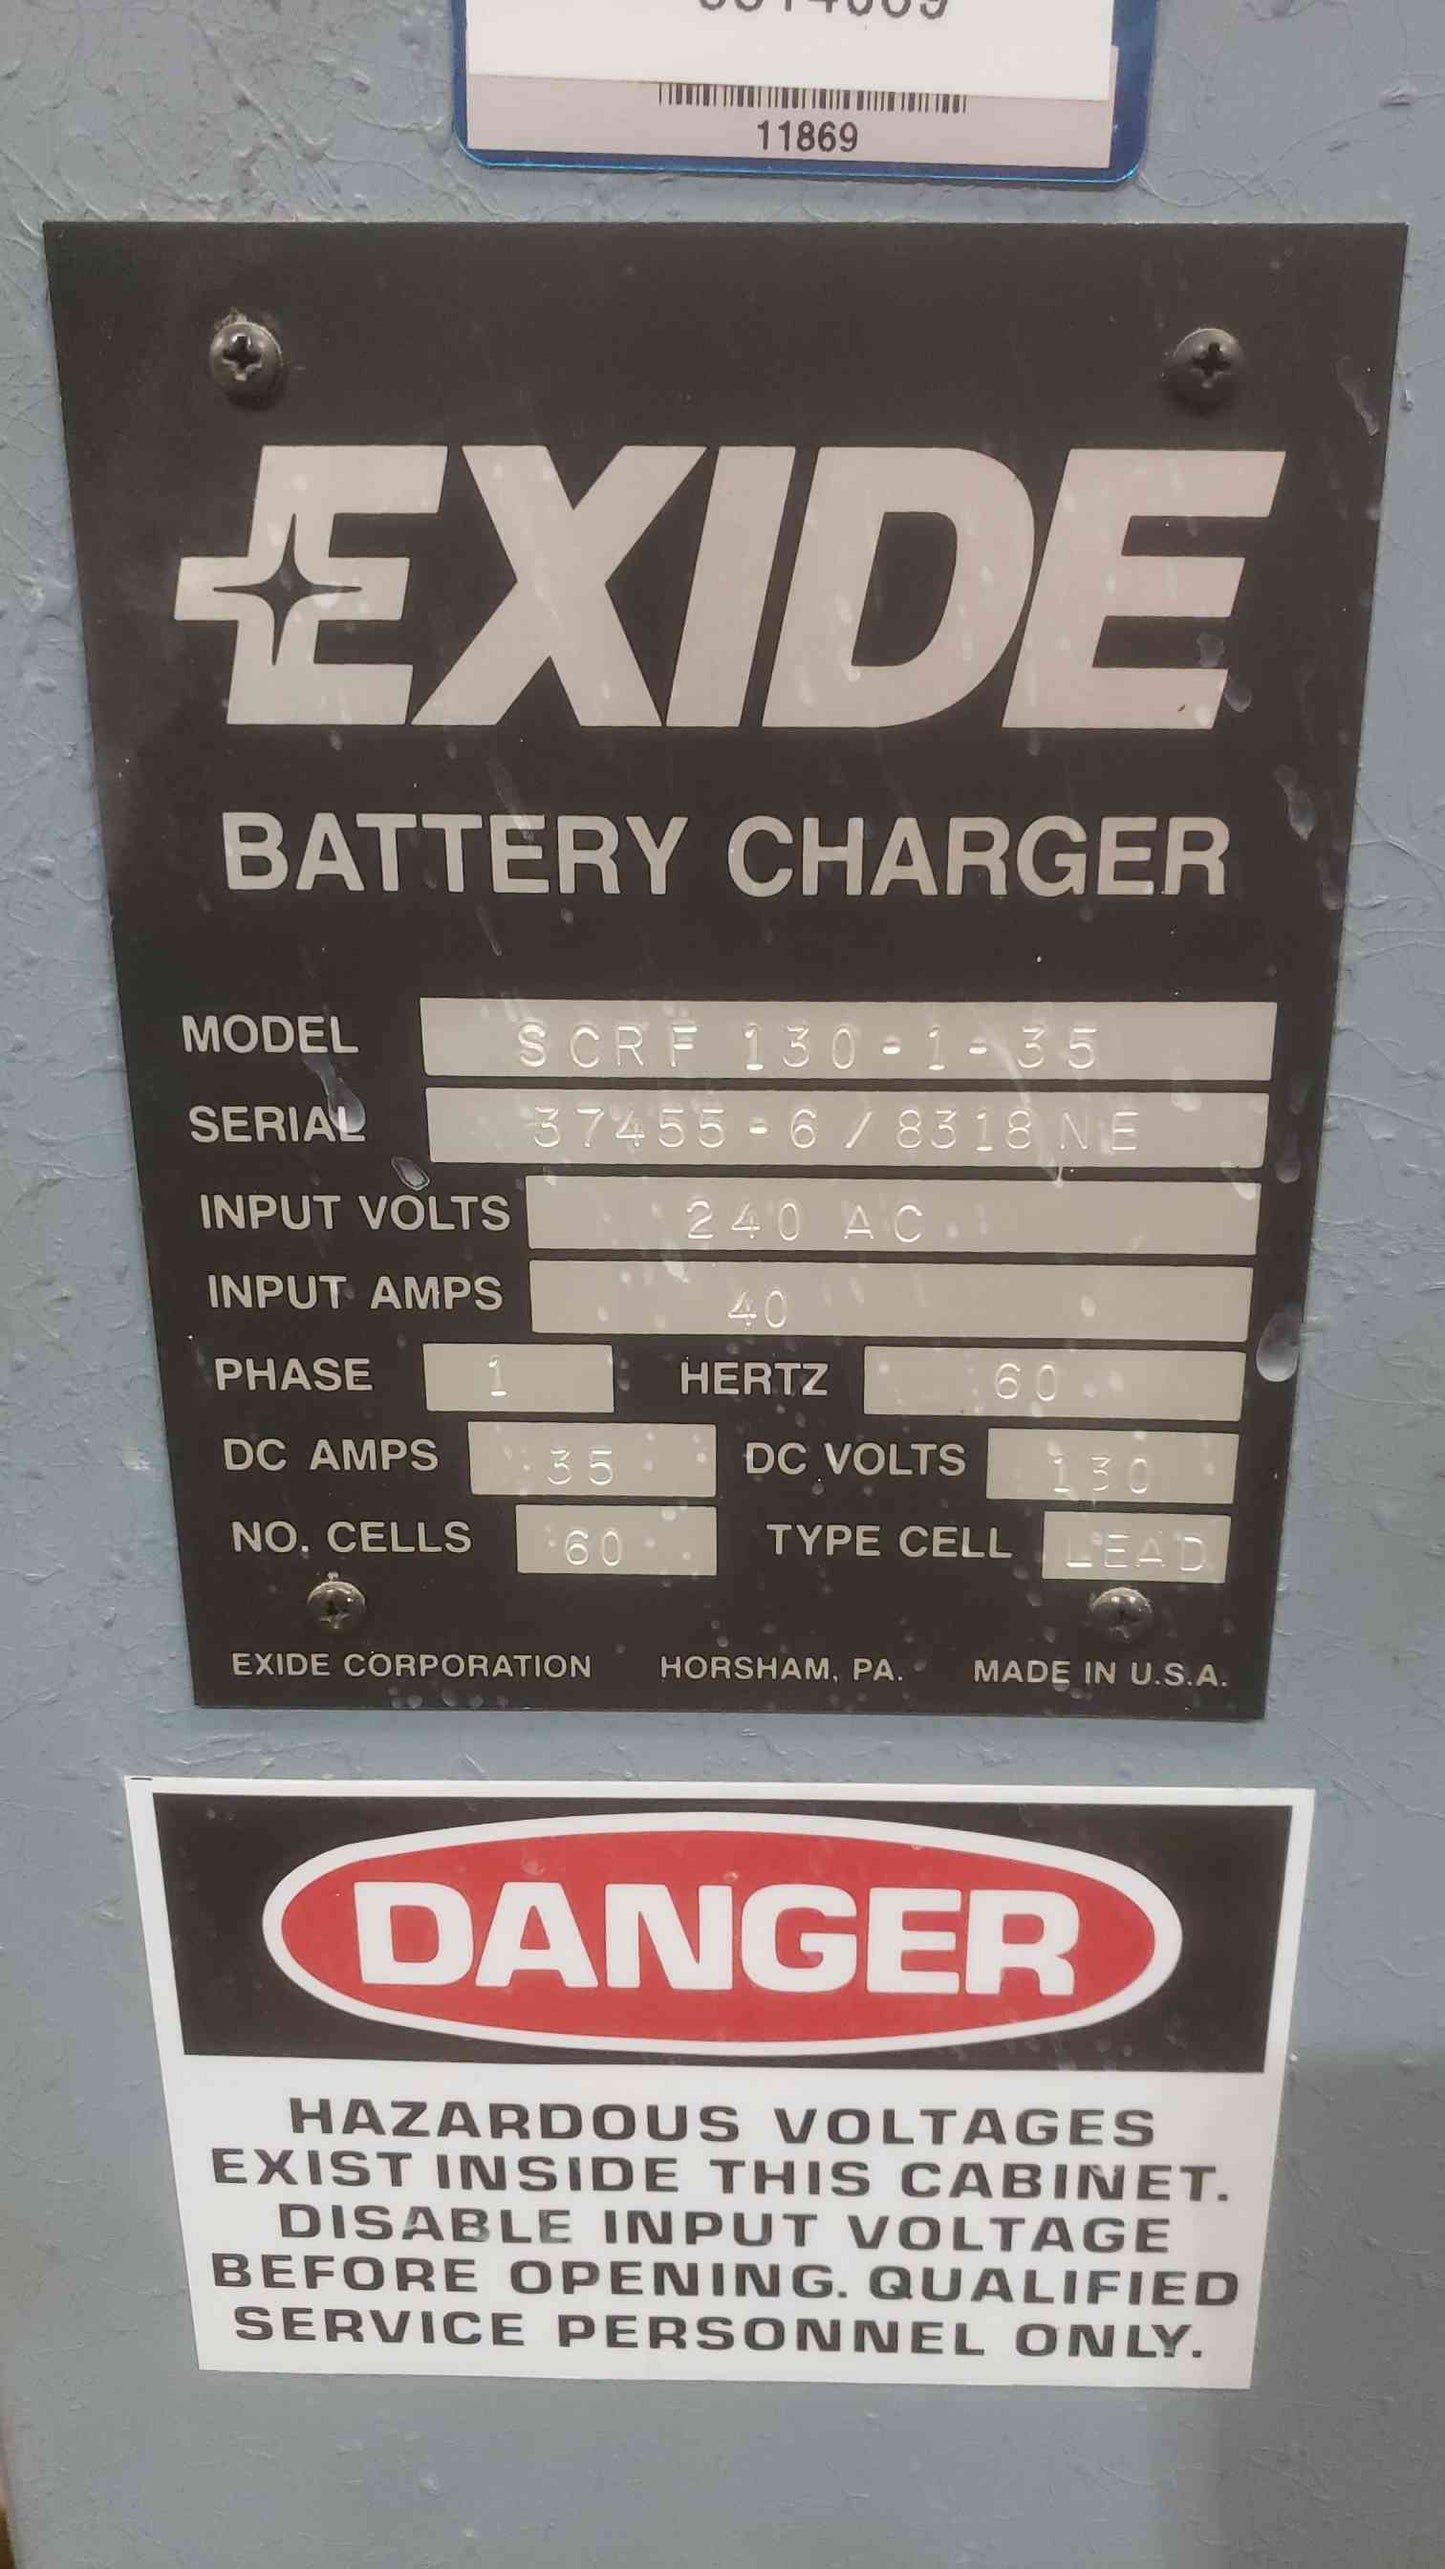 11869
EXIDE
BATTERY CHARGER
MODEL SCRF 130-1-35
SERIAL 37455-6/8318NE
INPUT VOLTS 240 AC
INPUT AMPS 40
PHASE 1 HERTZ 60
DC AMPS 35 DC VOLTS 130
NO. CELLS 60 TYPE CELL LEAD
EXIDE CORPORATION HORSHAM, PA. MADE IN U.S.A.
DANGER
HAZARDOUS VOLTAGES
EXIST INSIDE THIS CABINET.
DISABLE INPUT VOLTAGE
BEFORE OPENING. QUALIFIED
SERVICE PERSONNEL ONLY.